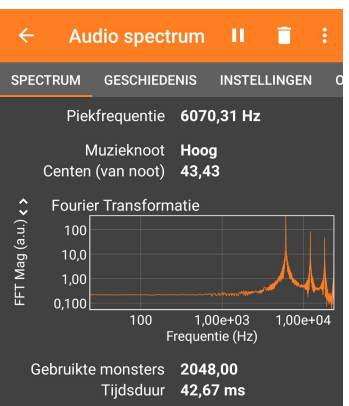 Audio spectrum
SPECTRUM GESCHIEDENIS INSTELLINGEN O
Piekfrequentie 6070,31 Hz
Muzieknoot Hoog
Centen (van noot) 43,43
Fourier Transformatie
FFT Mag (a.u.)
100
10,0
1,00
0,100
100 1,00e+03 1,00e+04
Frequentie (Hz)
Gebruikte monsters 2048,00
Tijdsduur 42,67 ms